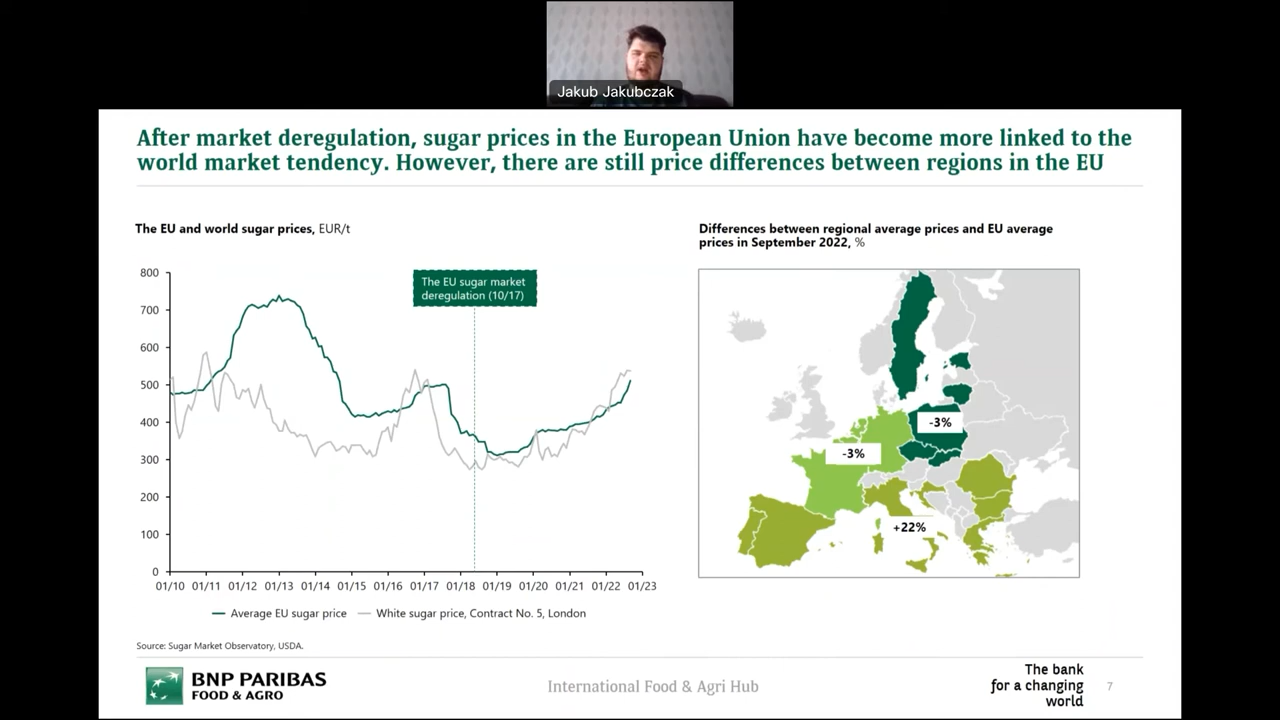 Jakub Jakubczak
After market deregulation, sugar prices in the European Union have become more linked to the
world market tendency. However, there are still price differences between regions in the EU
The EU and world sugar prices, EUR/t
800
700
600
500
400
300
200
100
0
The EU sugar market
deregulation (10/17)
01/10 01/11 01/12 01/13 01/14 01/15 01/16 01/17 01/18 01/19 01/20 01/21 01/22 01/23
Average EU sugar price
White sugar price, Contract No. 5, London
Differences between regional average prices and EU average
prices in September 2022, %
-3%
-3%
+22%
Source: Sugar Market Observatory, USDA.
BNP PARIBAS
FOOD & AGRO
International Food & Agri Hub
The bank
for a changing
world
7